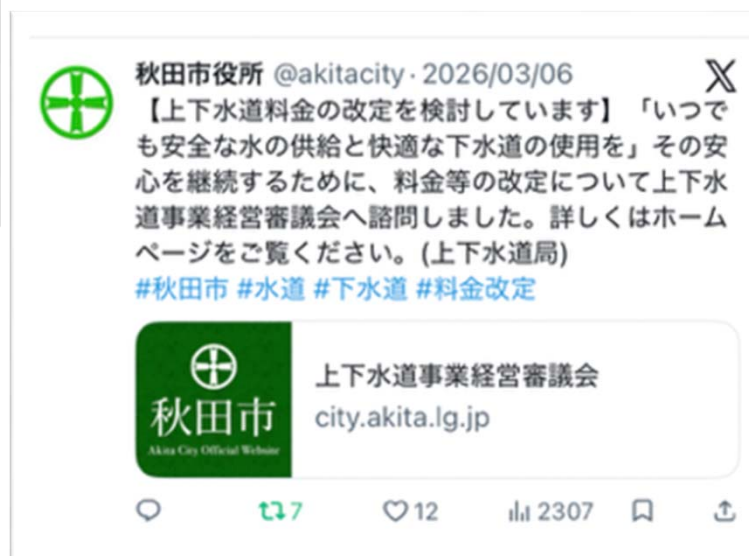 秋田市役所 @akitacity · 2026/03/06
【上下水道料金の改定を検討しています】「いつで
も安全な水の供給と快適な下水道の使用を」その安
心を継続するために、料金等の改定について上下水
道事業経営審議会へ諮問しました。詳しくはホーム
ページをご覧ください。(上下水道局)
#秋田市 #水道 #下水道 #料金改定
秋田市
Akita City Official Website
上下水道事業経営審議会
city.akita.lg.jp
7 12 2307